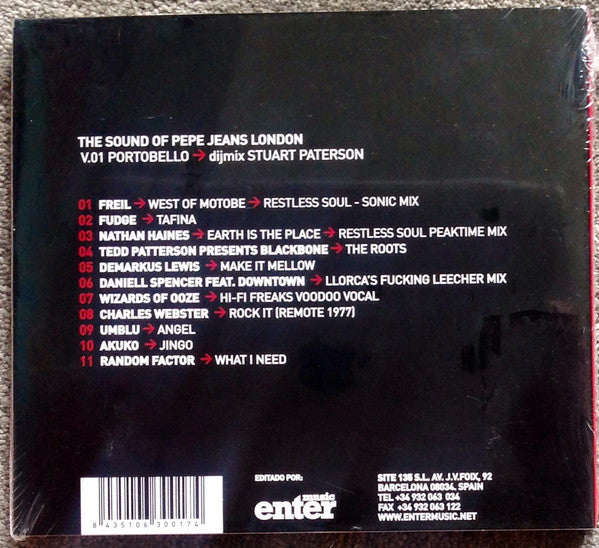 THE SOUND OF PEPE JEANS LONDON
V.01 PORTOBELLO → dijmix STUART PATERSON
01 FREIL → WEST OF MOTOBE → RESTLESS SOUL - SONIC MIX
02 FUDGE → TAFINA
03 NATHAN HAINES → EARTH IS THE PLACE → RESTLESS SOUL PEAKTIME MIX
04 TEDD PATTERSON PRESENTS BLACKBONE → THE ROOTS
05 DEMARKUS LEWIS → MAKE IT MELLOW
06 DANIELL SPENCER FEAT. DOWNTOWN → LLORCA'S FUCKING LEECHER MIX
07 WIZARDS OF OOZE → HI-FI FREAKS VOODOO VOCAL
08 CHARLES WEBSTER → ROCK IT (REMOTE 1977)
09 UMBLU → ANGEL
10 AKUKO → JINGO
11 RANDOM FACTOR → WHAT I NEED
8 435106 300174
EDITADO POR:
music
enter
SITE 135 S.L. AV. J.V.FOIX, 92
BARCELONA 08034. SPAIN
TEL +34 932 063 034
FAX +34 932 063 122
WWW.ENTERMUSIC.NET